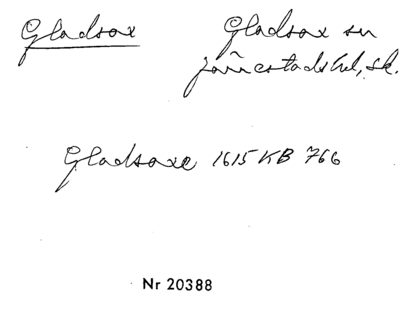 Gladsax
Gladsax sn
Järrestads hd, Sk.
Gladsaxe 1615 KB 766
Nr 20388